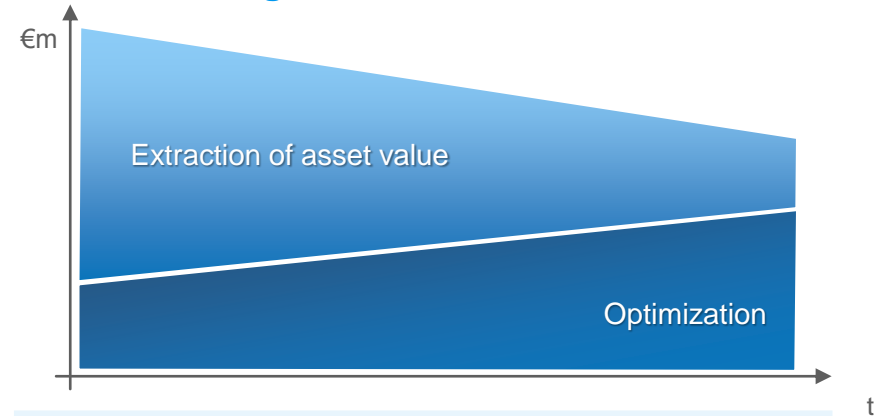 €m
Extraction of asset value
Optimization
t